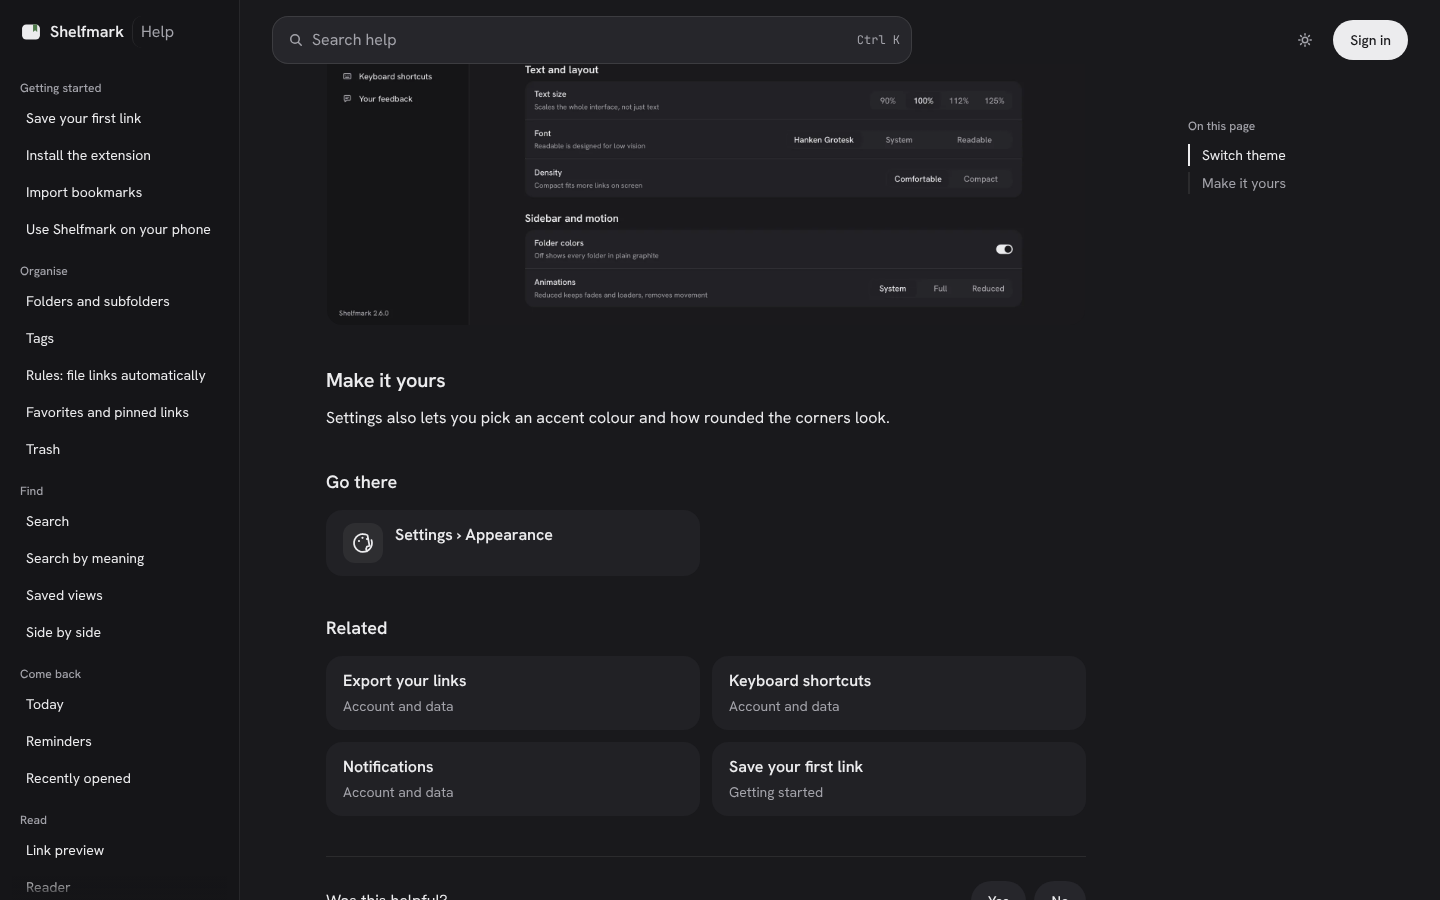 Shelfmark
Help
Search help
Ctrl K
Sign in
Getting started
Save your first link
Install the extension
Import bookmarks
Use Shelfmark on your phone
Organise
Folders and subfolders
Tags
Rules: file links automatically
Favorites and pinned links
Trash
Find
Search
Search by meaning
Saved views
Side by side
Come back
Today
Reminders
Recently opened
Read
Link preview
Reader
Keyboard shortcuts
Your feedback
Shelfmark 2.6.0
Text and layout
Text size
Scales the whole interface, not just text
90% 100% 112% 125%
Font
Readable is designed for low vision
Hanken Grotesk System Readable
Density
Compact fits more links on screen
Comfortable Compact
Sidebar and motion
Folder colors
Off shows every folder in plain graphite
Animations
Reduced keeps fades and loaders, removes movement
System Full Reduced
Make it yours
Settings also lets you pick an accent colour and how rounded the corners look.
Go there
Settings › Appearance
Related
Export your links
Account and data
Keyboard shortcuts
Account and data
Notifications
Account and data
Save your first link
Getting started
Was this helpful?
Yes No
On this page
Switch theme
Make it yours